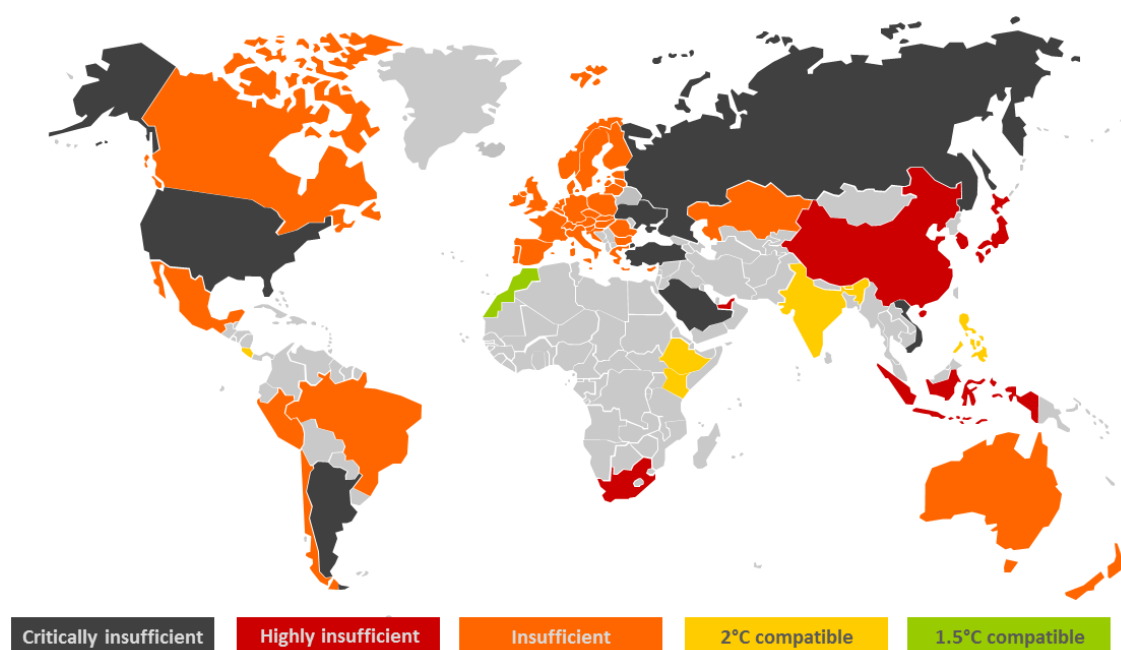 Critically insufficient
Highly insufficient
Insufficient
2°C compatible
1.5°C compatible